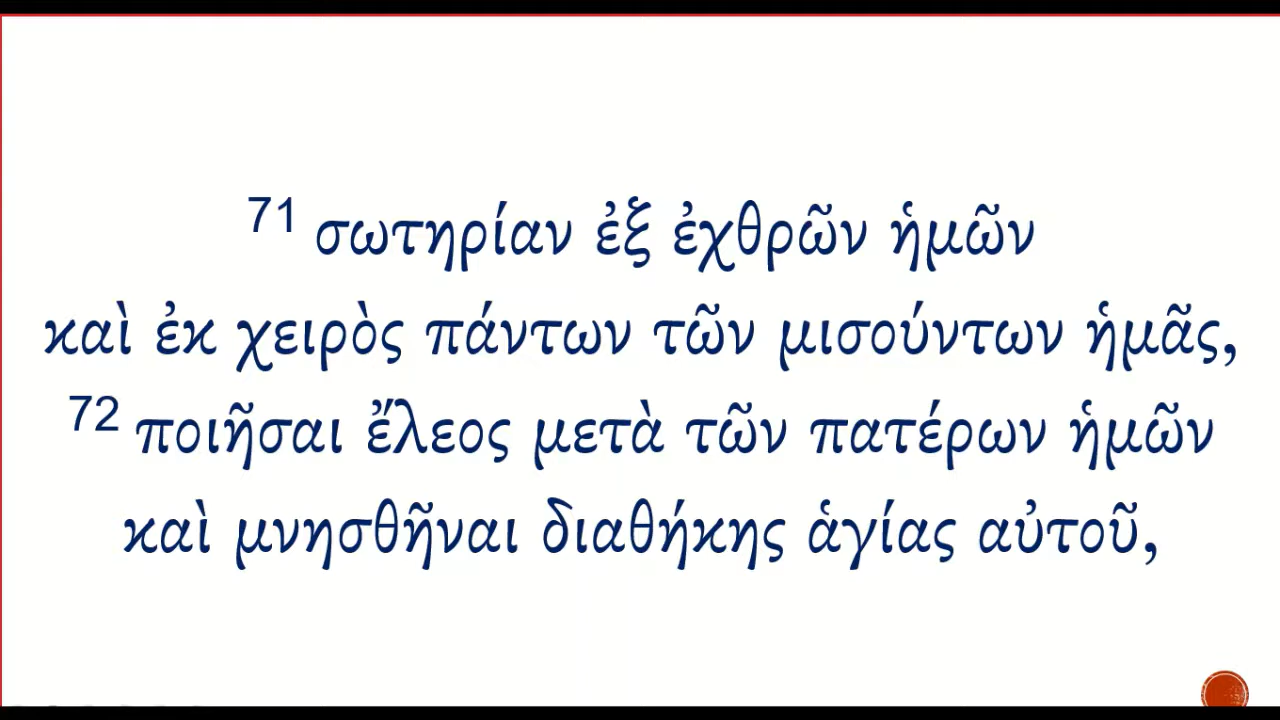 71 σωτηρίαν ἐξ ἐχθρῶν ἡμῶν
καὶ ἐκ χειρὸς πάντων τῶν μισούντων ἡμᾶς,
72 ποιῆσαι ἔλεος μετὰ τῶν πατέρων ἡμῶν
καὶ μνησθῆναι διαθήκης ἁγίας αὐτοῦ,